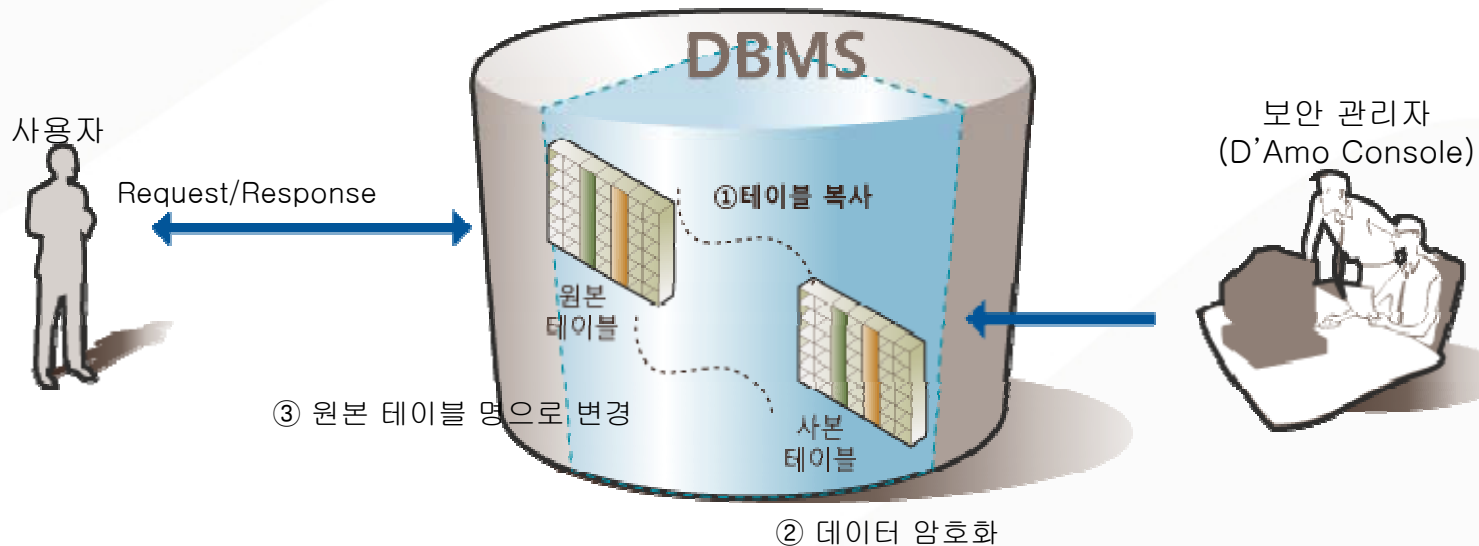 DBMS
사용자
Request/Response
보안 관리자
(D’Amo Console)
①테이블 복사
원본
테이블
③ 원본 테이블 명으로 변경
사본
테이블
② 데이터 암호화